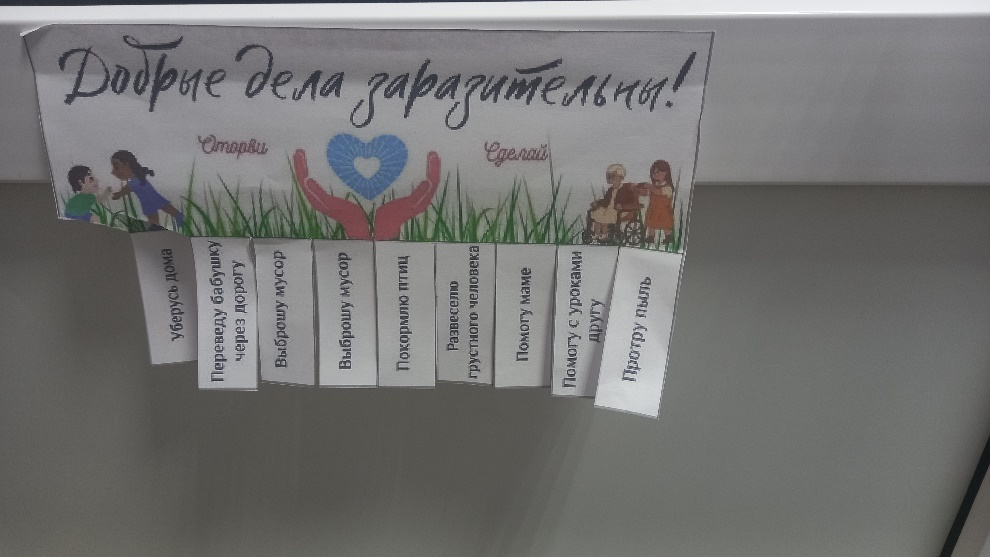 Добрые дела заразительны!
Оторви
Сделай
уберусь дома
Переведу бабушку
через дорогу
Выброшу мусор
Выброшу мусор
Покормлю птиц
Развеселю
грустного человека
Помогу маме
Помогу с уроками
другу
Протру пыль